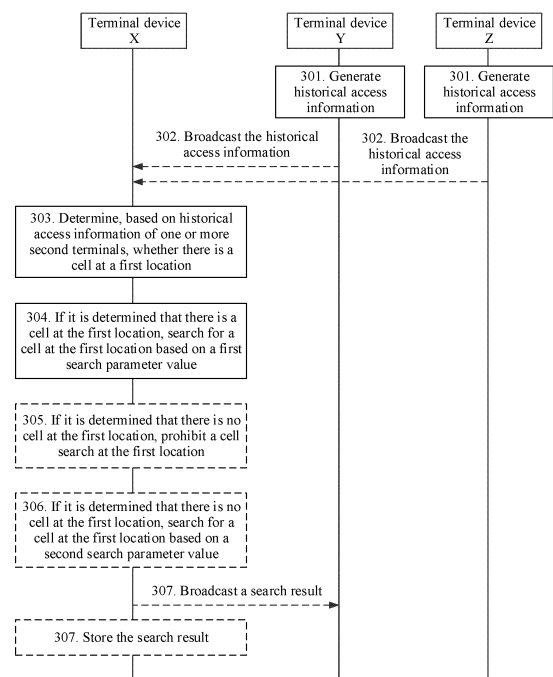 Terminal device
X
Terminal device
Y
Terminal device
Z
301. Generate
historical access
information
301. Generate
historical access
information
302. Broadcast the historical
access information
302. Broadcast the
historical access
information
303. Determine, based on historical
access information of one or more
second terminals, whether there is a
cell at a first location
304. If it is determined that there is a
cell at the first location, search for a
cell at the first location based on a first
search parameter value
305. If it is determined that there is no
cell at the first location, prohibit a cell
search at the first location
306. If it is determined that there is no
cell at the first location, search for a
cell at the first location based on a
second search parameter value
307. Broadcast a search result
307. Store the search result